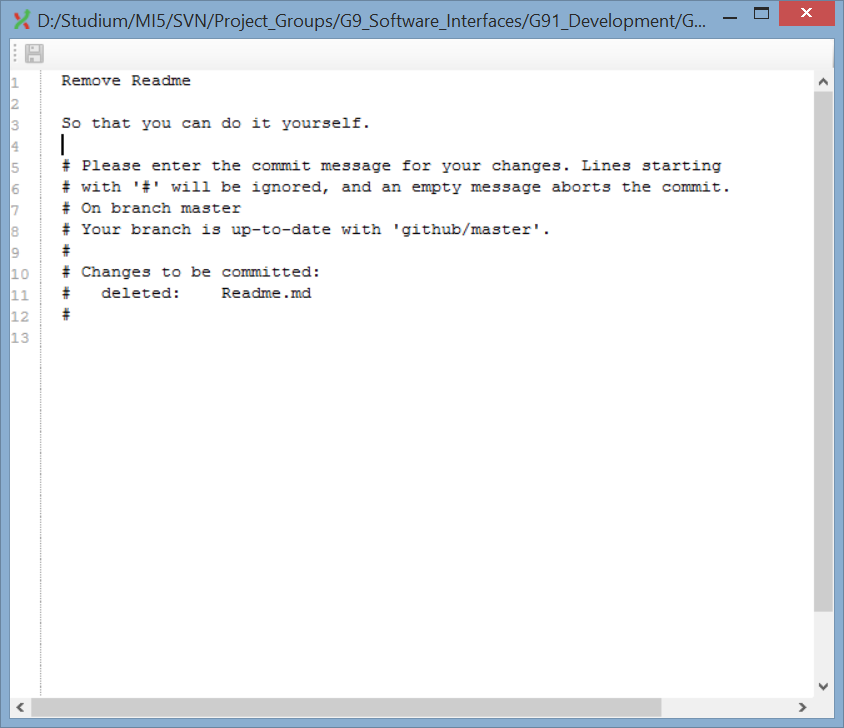 D:/Studium/MI5/SVN/Project_Groups/G9_Software_Interfaces/G91_Development/G...
1 Remove Readme
2
3 So that you can do it yourself.
4
5 # Please enter the commit message for your changes. Lines starting
6 # with '#' will be ignored, and an empty message aborts the commit.
7 # On branch master
8 # Your branch is up-to-date with 'github/master'.
9 #
10 # Changes to be committed:
11 #   deleted:    Readme.md
12 #
13